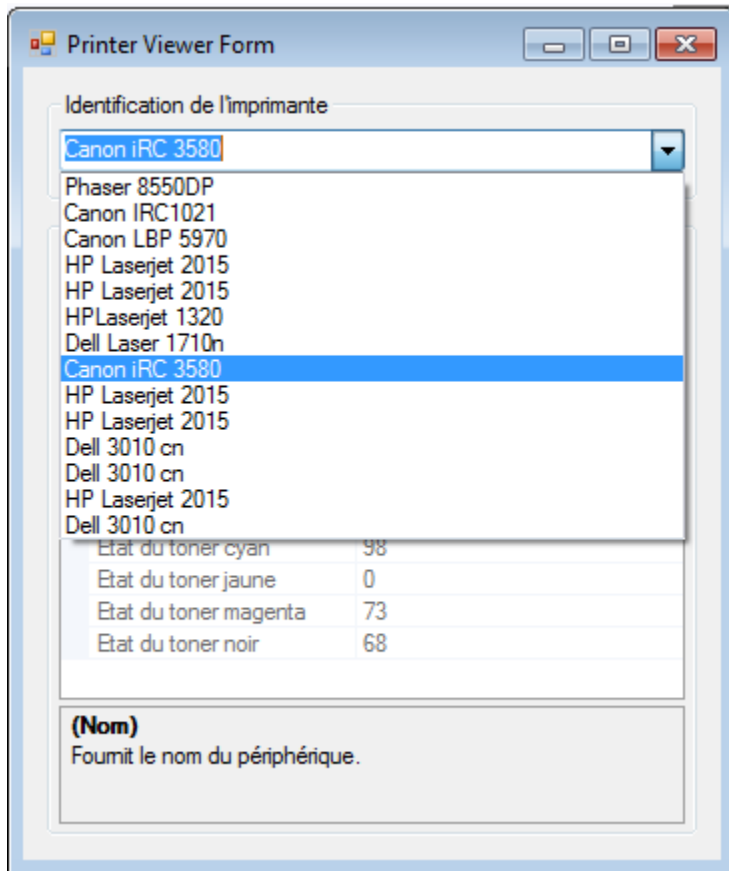 Printer Viewer Form
Identification de l'imprimante
Canon iRC 3580
Phaser 8550DP
Canon IRC1021
Canon LBP 5970
HP Laserjet 2015
HP Laserjet 2015
HPLaserjet 1320
Dell Laser 1710n
Canon iRC 3580
HP Laserjet 2015
HP Laserjet 2015
Dell 3010 cn
Dell 3010 cn
HP Laserjet 2015
Dell 3010 cn
Etat du toner cyan 98
Etat du toner jaune 0
Etat du toner magenta 73
Etat du toner noir 68
(Nom)
Fournit le nom du périphérique.